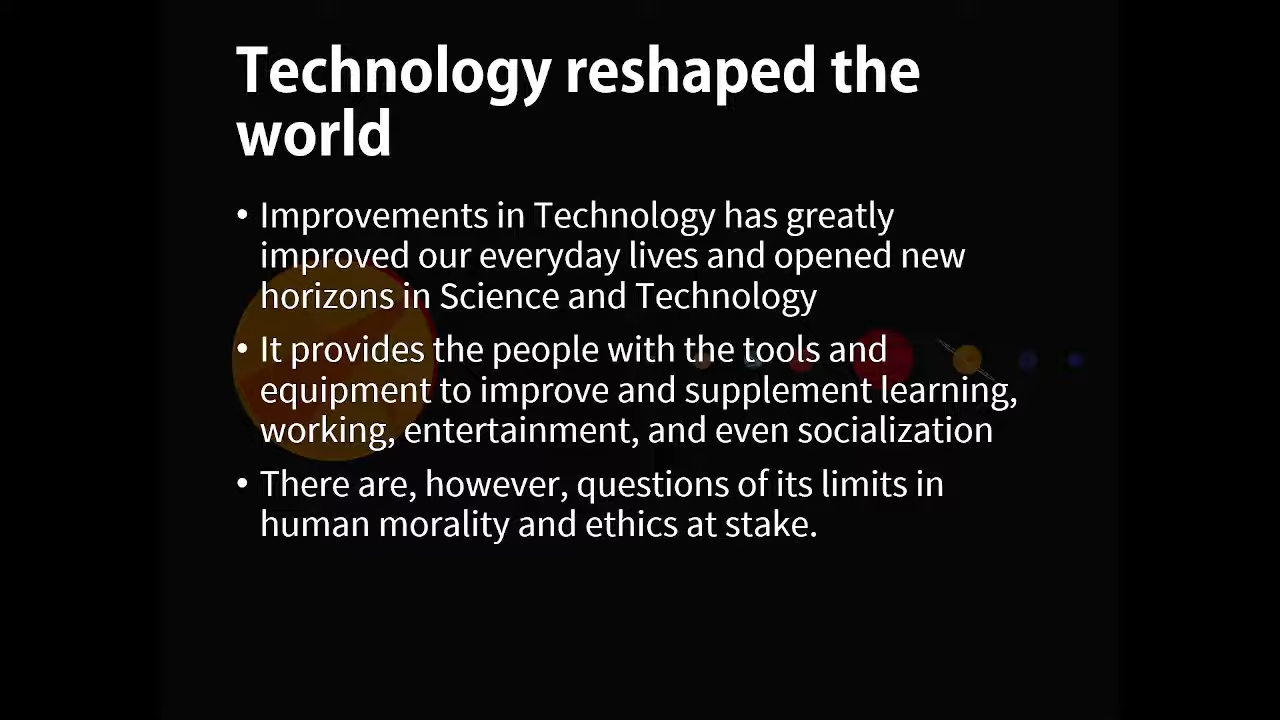 Technology reshaped the
world
• Improvements in Technology has greatly
improved our everyday lives and opened new
horizons in Science and Technology
• It provides the people with the tools and
equipment to improve and supplement learning,
working, entertainment, and even socialization
• There are, however, questions of its limits in
human morality and ethics at stake.